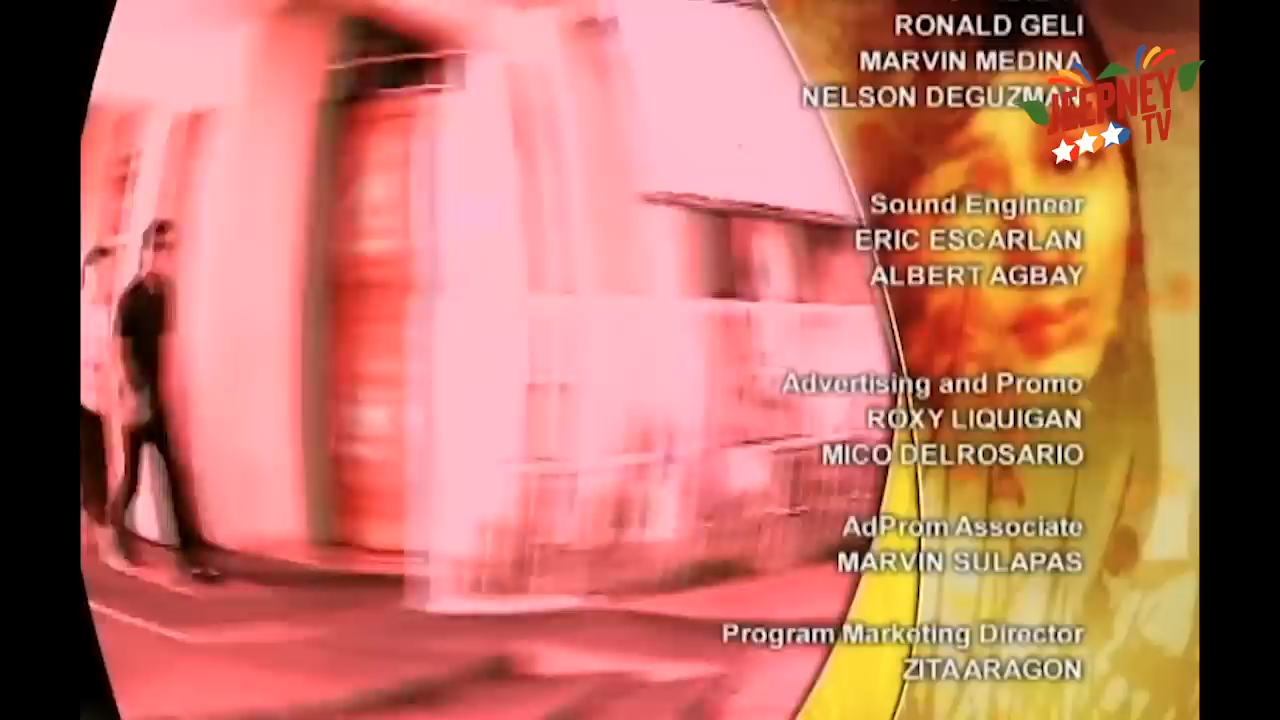 RONALD GELI
MARVIN MEDINA
NELSON DEGUZMAN
JEEPNEY
TV
Sound Engineer
ERIC ESCARLAN
ALBERT AGBAY
Advertising and Promo
ROXY LIQUIGAN
MICO DELROSARIO
AdProm Associate
MARVIN SULAPAS
Program Marketing Director
ZITA ARAGON